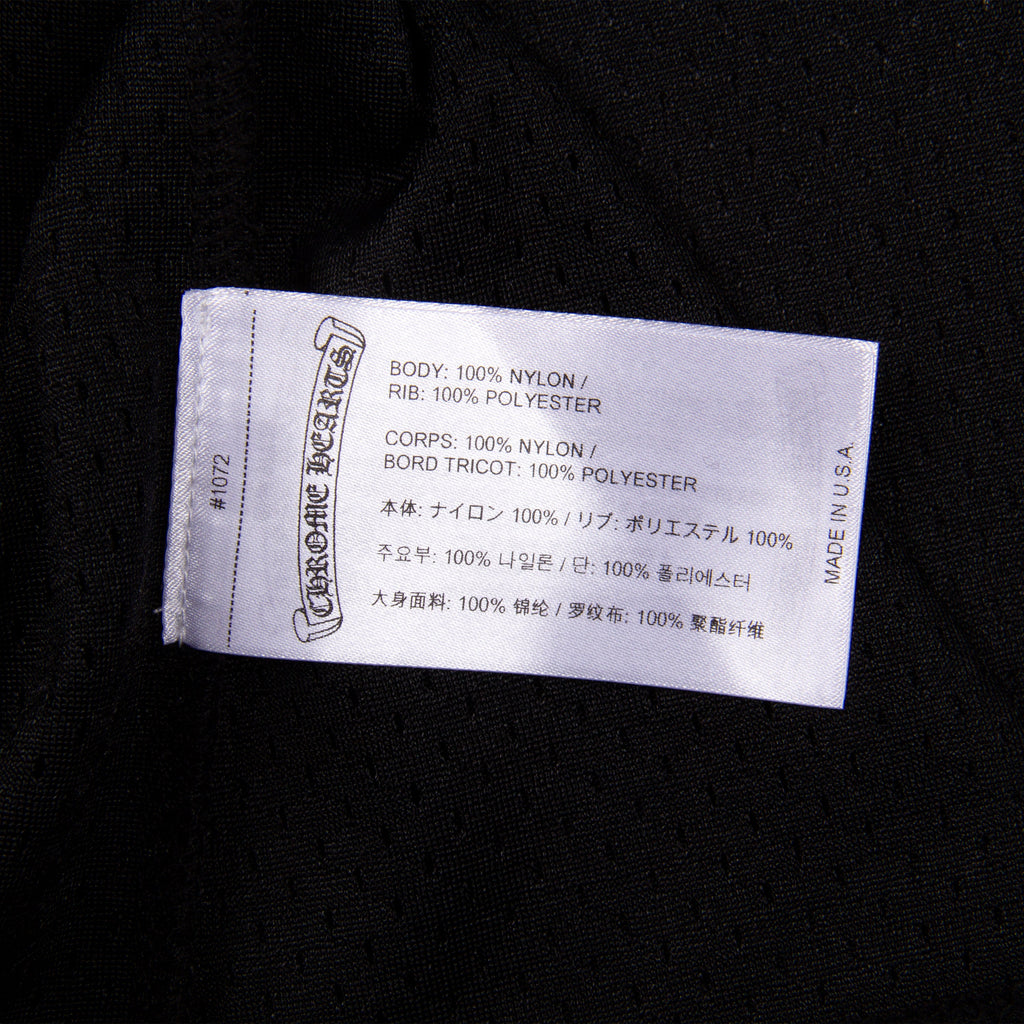 #1072
CHROME HEARTS
BODY: 100% NYLON /
RIB: 100% POLYESTER
CORPS: 100% NYLON /
BORD TRICOT: 100% POLYESTER
本体: ナイロン 100% / リブ: ポリエステル 100%
주요부: 100% 나일론 / 단: 100% 폴리에스터
大身面料: 100% 锦纶 / 罗纹布: 100% 聚酯纤维
MADE IN U.S.A.